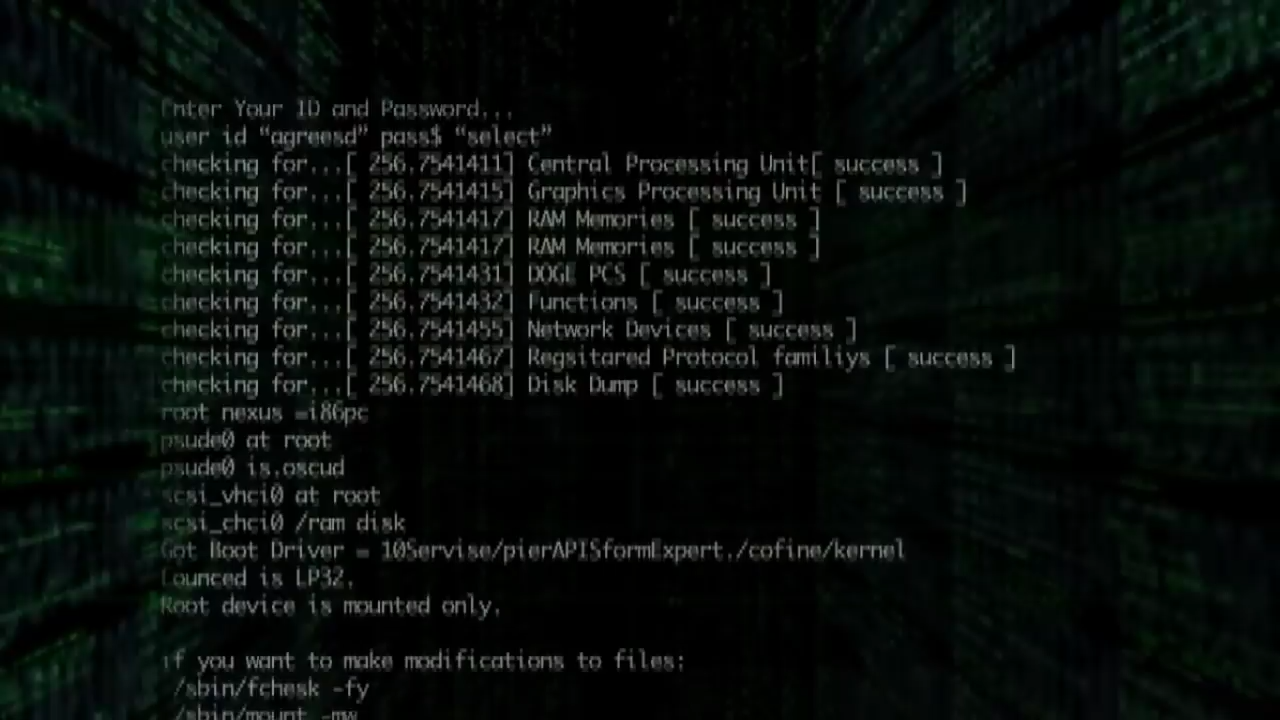 Enter Your ID and Password...
user id “agreesd” pass$ “select”
checking for...[ 256.7541411] Central Processing Unit[ success ]
checking for...[ 256.7541415] Graphics Processing Unit [ success ]
checking for...[ 256.7541417] RAM Memories [ success ]
checking for...[ 256.7541417] RAM Memories [ success ]
checking for...[ 256.7541431] DOGE PCS [ success ]
checking for...[ 256.7541432] Functions [ success ]
checking for...[ 256.7541455] Network Devices [ success ]
checking for...[ 256.7541467] Regsitared Protocol familiys [ success ]
checking for...[ 256.7541468] Disk Dump [ success ]
root nexus =i86pc
psude0 at root
psude0 is.oscud
scsi_vhci0 at root
scsi_chci0 /ram disk
Got Boot Driver = 10Servise/pierAPISformExpert./cofine/kernel
Lounced is LP32,
Root device is mounted only,
if you want to make modifications to files:
/sbin/fchesk -fy
/sbin/mount -mw